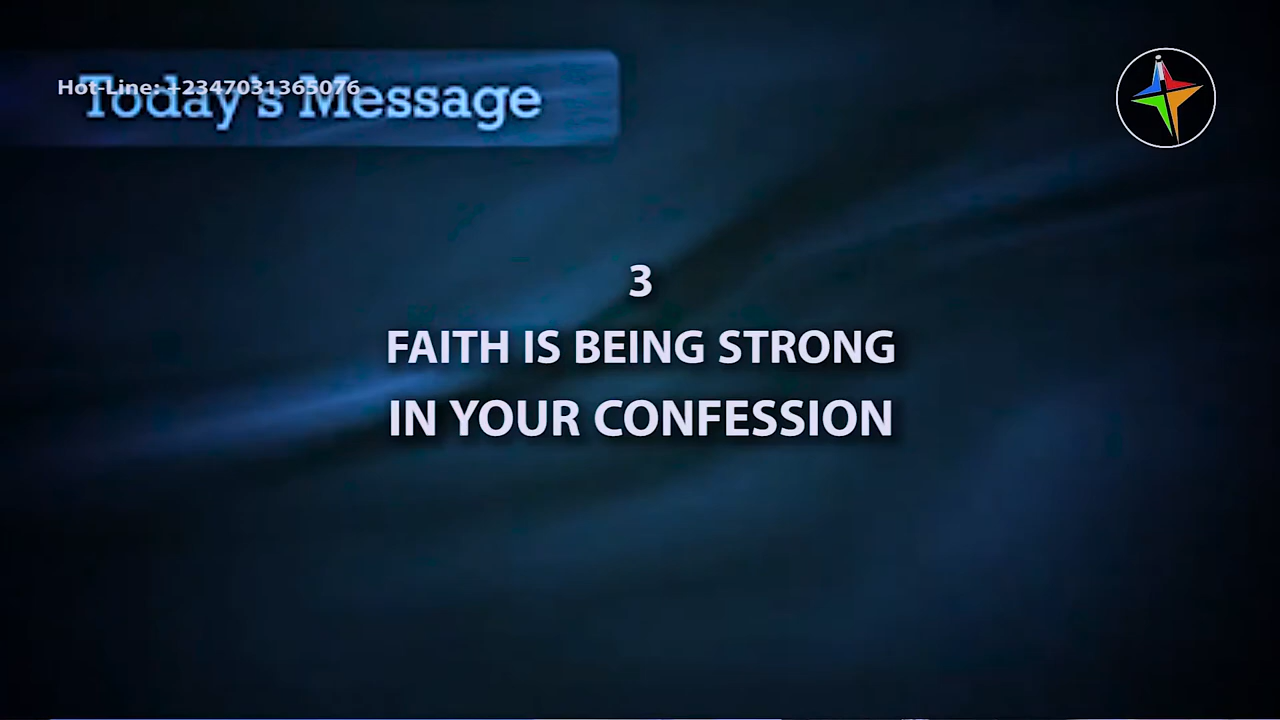 Hot-Line: +2347031365076
Today's Message
3
FAITH IS BEING STRONG
IN YOUR CONFESSION